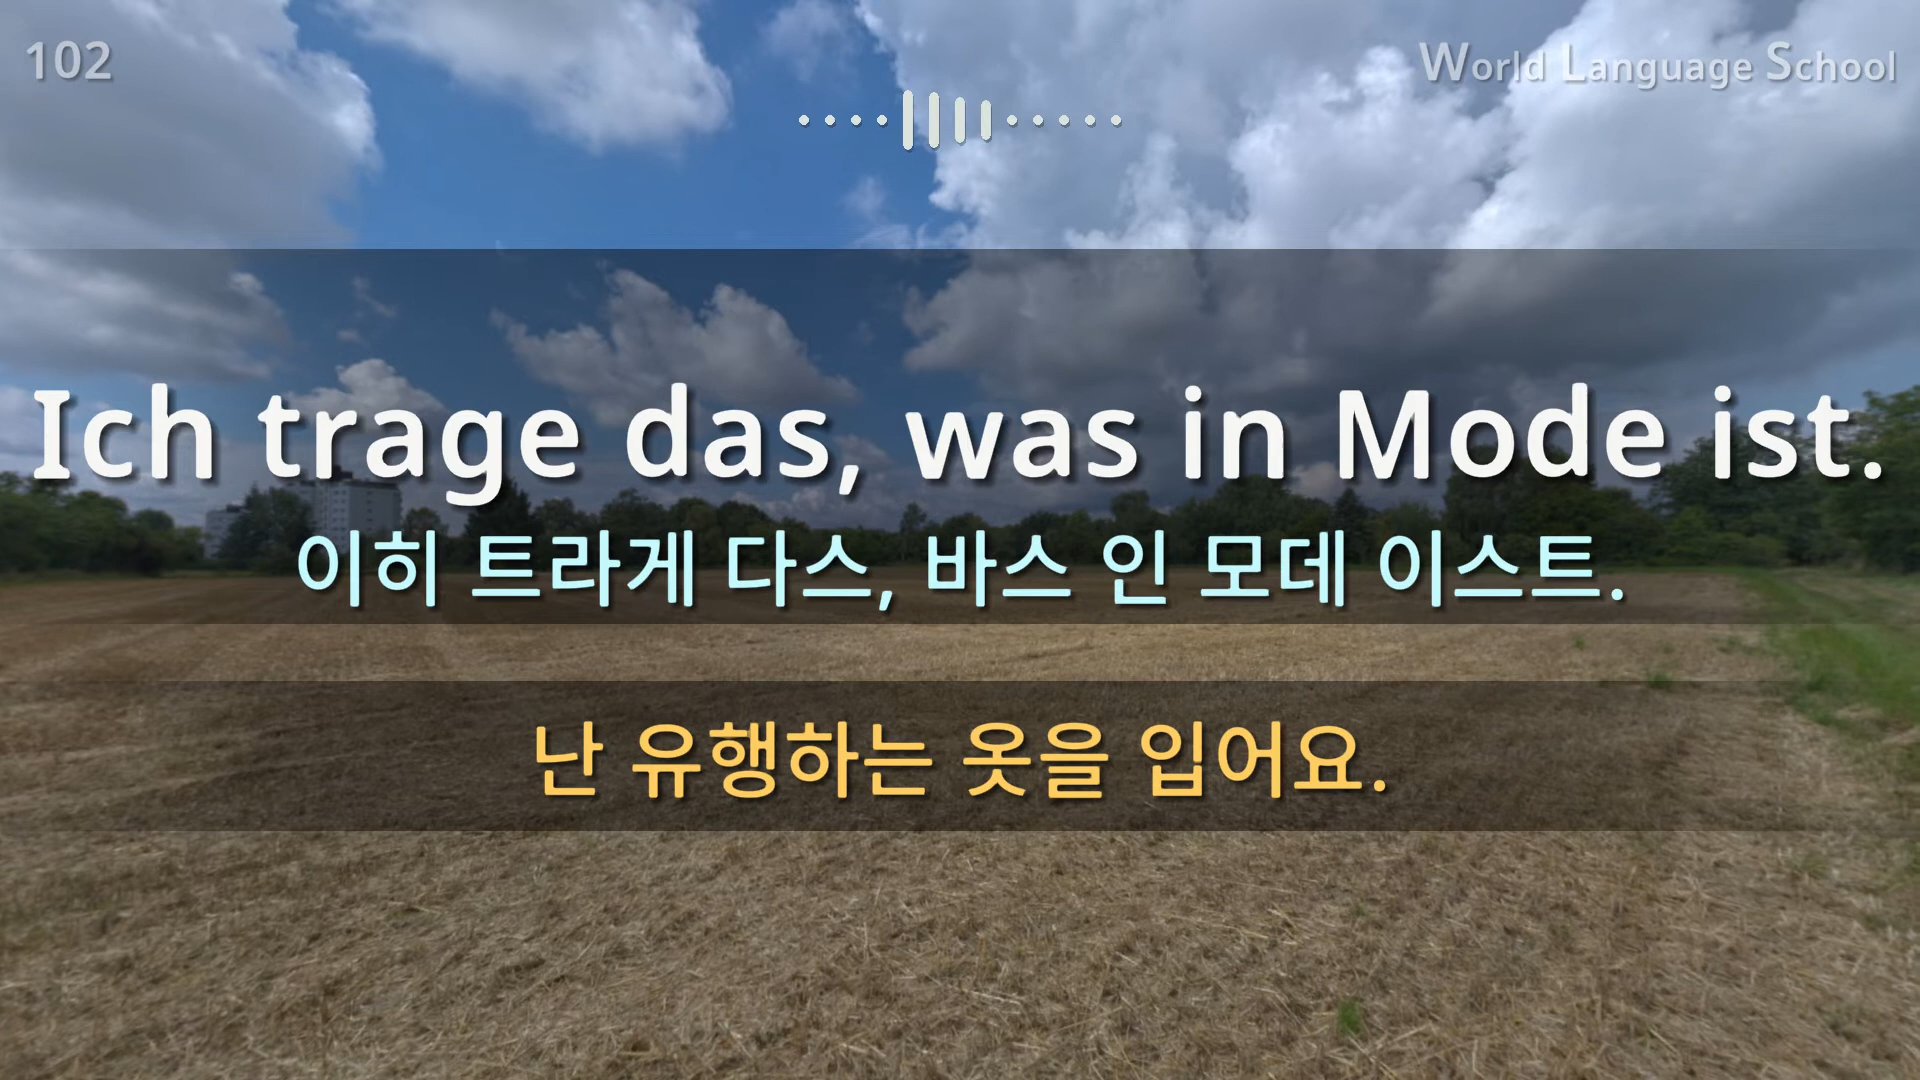 102
World Language School
Ich trage das, was in Mode ist.
이히 트라게 다스, 바스 인 모데 이스트.
난 유행하는 옷을 입어요.